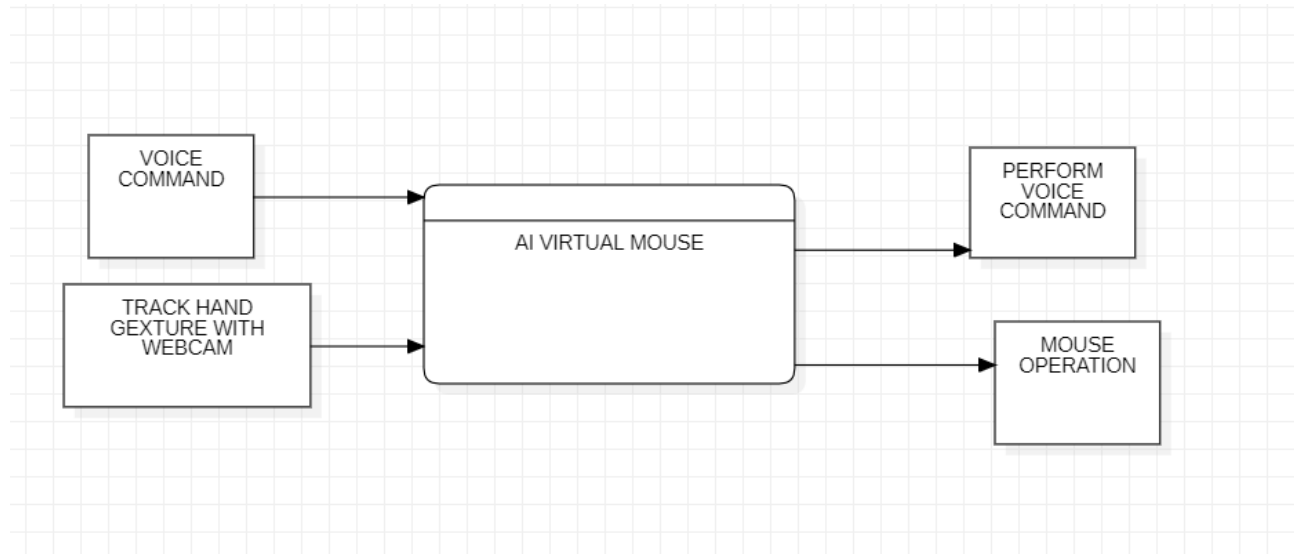 VOICE
COMMAND
TRACK HAND
GEXTURE WITH
WEBCAM
AI VIRTUAL MOUSE
PERFORM
VOICE
COMMAND
MOUSE
OPERATION